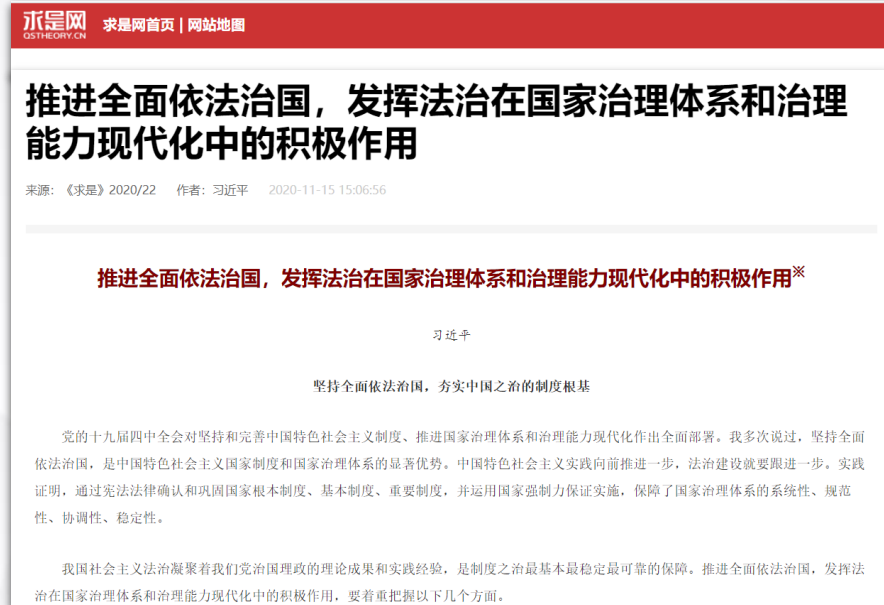 求是网
QSTHEORY.CN
求是网首页 | 网站地图
推进全面依法治国，发挥法治在国家治理体系和治理
能力现代化中的积极作用
来源：《求是》2020/22 作者：习近平 2020-11-15 15:06:56
推进全面依法治国，发挥法治在国家治理体系和治理能力现代化中的积极作用※
习近平
坚持全面依法治国，夯实中国之治的制度根基
党的十九届四中全会对坚持和完善中国特色社会主义制度、推进国家治理体系和治理能力现代化作出全面部署。我多次说过，坚持全面
依法治国，是中国特色社会主义国家制度和国家治理体系的显著优势。中国特色社会主义实践向前推进一步，法治建设就要跟进一步。实践
证明，通过宪法法律确认和巩固国家根本制度、基本制度、重要制度，并运用国家强制力保证实施，保障了国家治理体系的系统性、规范
性、协调性、稳定性。
我国社会主义法治凝聚着我们党治国理政的理论成果和实践经验，是制度之治最基本最稳定最可靠的保障。推进全面依法治国，发挥法
治在国家治理体系和治理能力现代化中的积极作用，要着重把握以下几个方面。